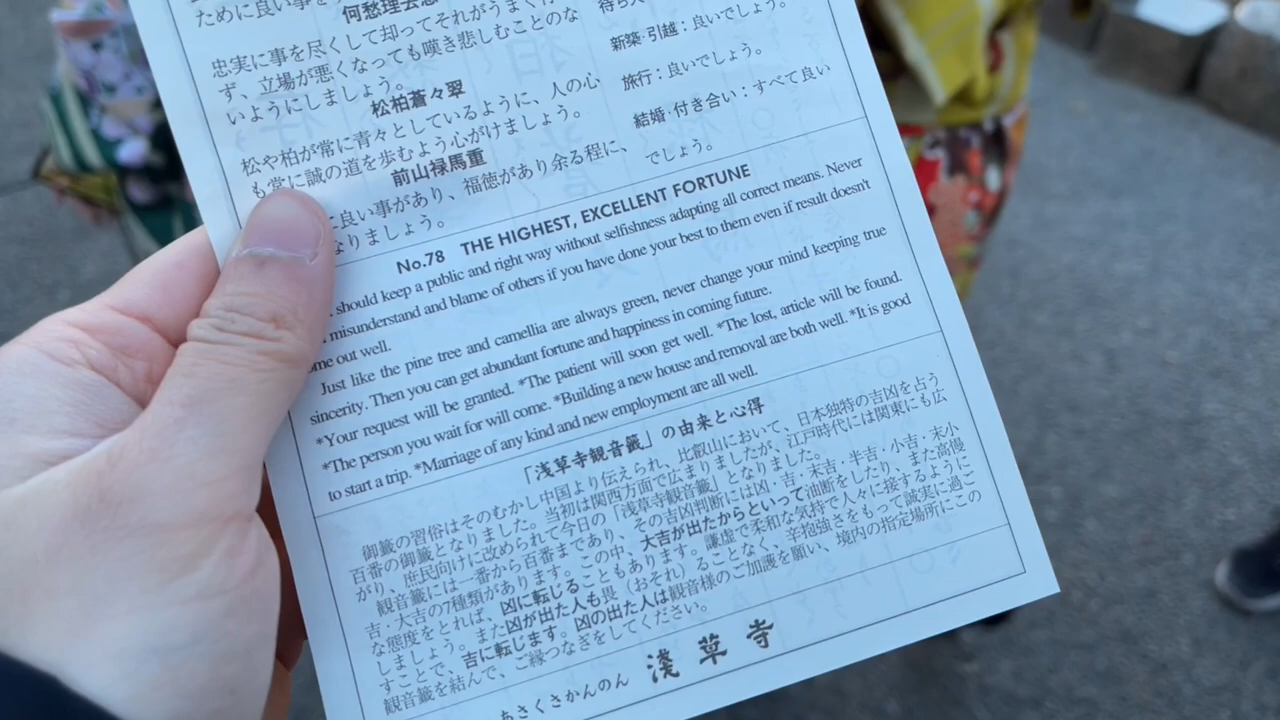 ために良い事を
何愁理去忠
忠実に事を尽くして却ってそれがうまく行
ず、立場が悪くなっても嘆き悲しむことのな
いようにしましょう。
松柏蒼々翠
松や柏が常に青々としているように、人の心
も常に誠の道を歩むよう心がけましょう。
前山禄馬重
に良い事があり、福徳があり余る程に、
なりましょう。
待ち人
新築・引越：良いでしょう。
旅行：良いでしょう。
結婚・付き合い：すべて良い
でしょう。
No.78 THE HIGHEST, EXCELLENT FORTUNE
should keep a public and right way without selfishness adapting all correct means. Never
misunderstand and blame of others if you have done your best to them even if result doesn't
me out well.
Just like the pine tree and camellia are always green, never change your mind keeping true
sincerity. Then you can get abundant fortune and happiness in coming future.
*Your request will be granted. *The patient will soon get well. *The lost, article will be found.
*The person you wait for will come. *Building a new house and removal are both well. *It is good
to start a trip. *Marriage of any kind and new employment are all well.
「浅草寺観音籤」の由来と心得
御籤の習俗はそのむかし中国より伝えられ、比叡山において、日本独特の吉凶を占う
百番の御籤となりました。当初は関西方面で広まりましたが、江戸時代には関東にも広
がり、庶民向けに改められて今日の「浅草寺観音籤」となりました。
観音籤には一番から百番まであり、その吉凶判断には凶・吉・末吉・半吉・小吉・末小
吉・大吉の7種類があります。この中、大吉が出たからといって油断をしたり、また高慢
な態度をとれば、凶に転じることもあります。謙虚で柔和な気持で人々に接するように
しましょう。また凶が出た人も畏（おそれ）ることなく、辛抱強さをもって誠実に過ご
すことで、吉に転じます。凶の出た人は観音様のご加護を願い、境内の指定場所にこの
観音籤を結んで、ご縁つなぎをしてください。
あさくさかんのん 淺草寺